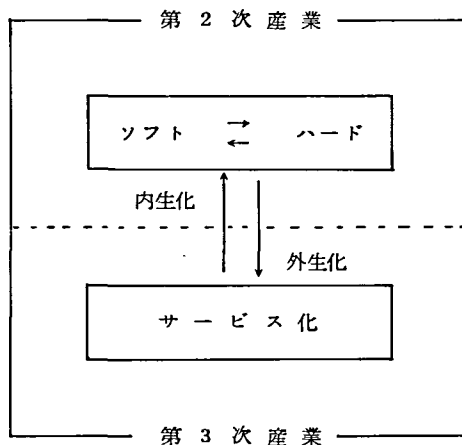 第2次産業
ソフト ⇄ ハード
内生化
外生化
サービス化
第3次産業